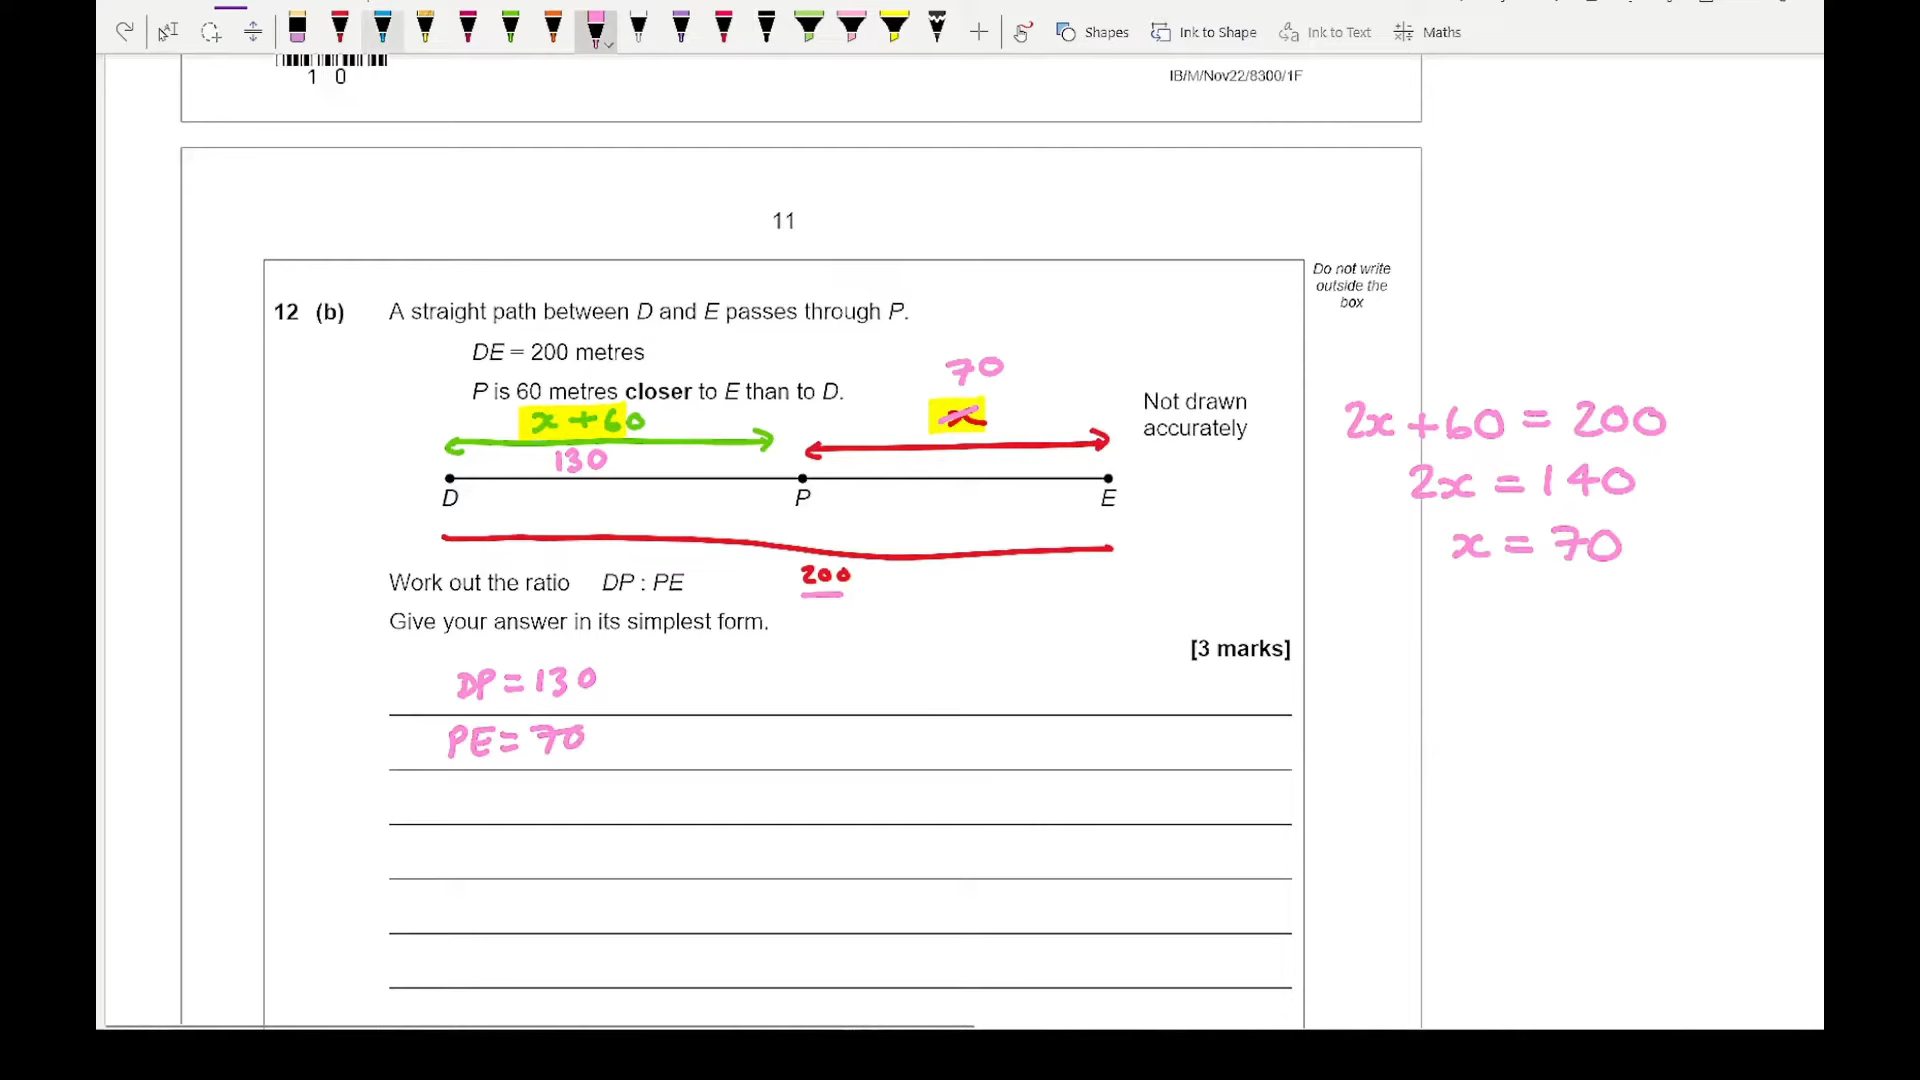 Shapes Ink to Shape Ink to Text Maths
1 0
IB/M/Nov22/8300/1F
11
Do not write
outside the
box
12 (b) A straight path between D and E passes through P.
DE = 200 metres
P is 60 metres closer to E than to D.
70
x + 60
x
Not drawn
accurately
130
D P E
200
2x + 60 = 200
2x = 140
x = 70
Work out the ratio DP : PE
Give your answer in its simplest form.
[3 marks]
DP = 130
PE = 70